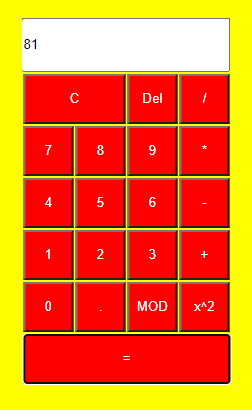 81
C Del /
7 8 9 *
4 5 6 -
1 2 3 +
0 . MOD x^2
=